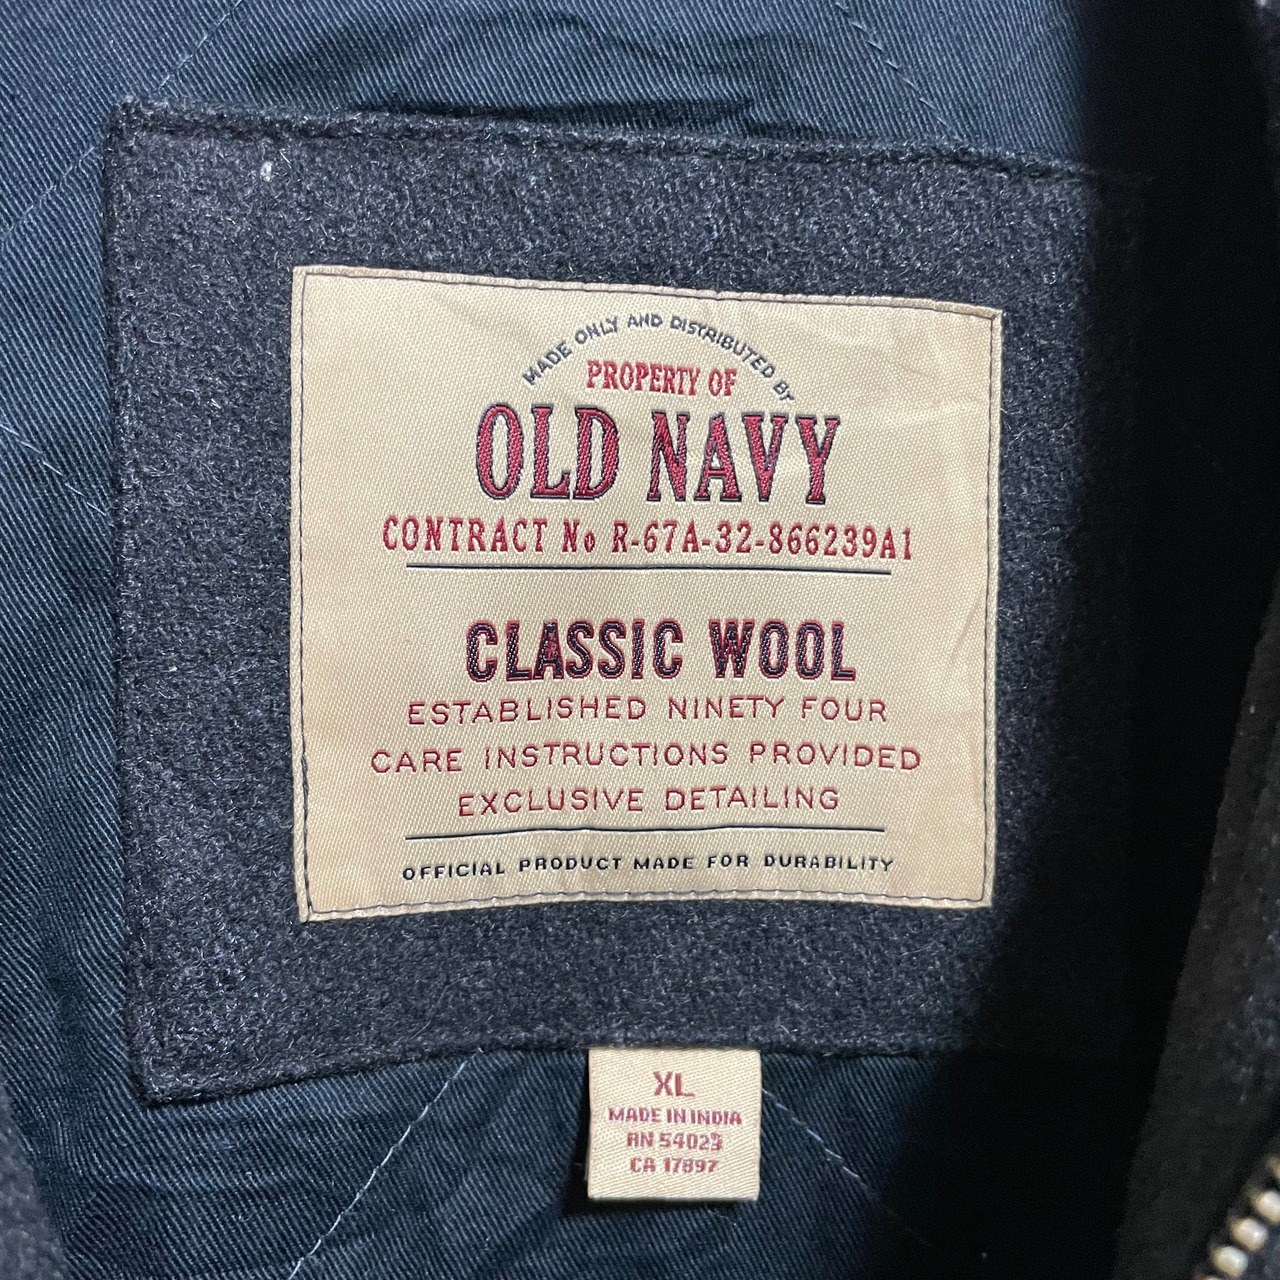 MADE ONLY AND DISTRIBUTED BY
PROPERTY OF
OLD NAVY
CONTRACT No R-67A-32-866239A1
CLASSIC WOOL
ESTABLISHED NINETY FOUR
CARE INSTRUCTIONS PROVIDED
EXCLUSIVE DETAILING
OFFICIAL PRODUCT MADE FOR DURABILITY
XL
MADE IN INDIA
RN 54023
CA 17897